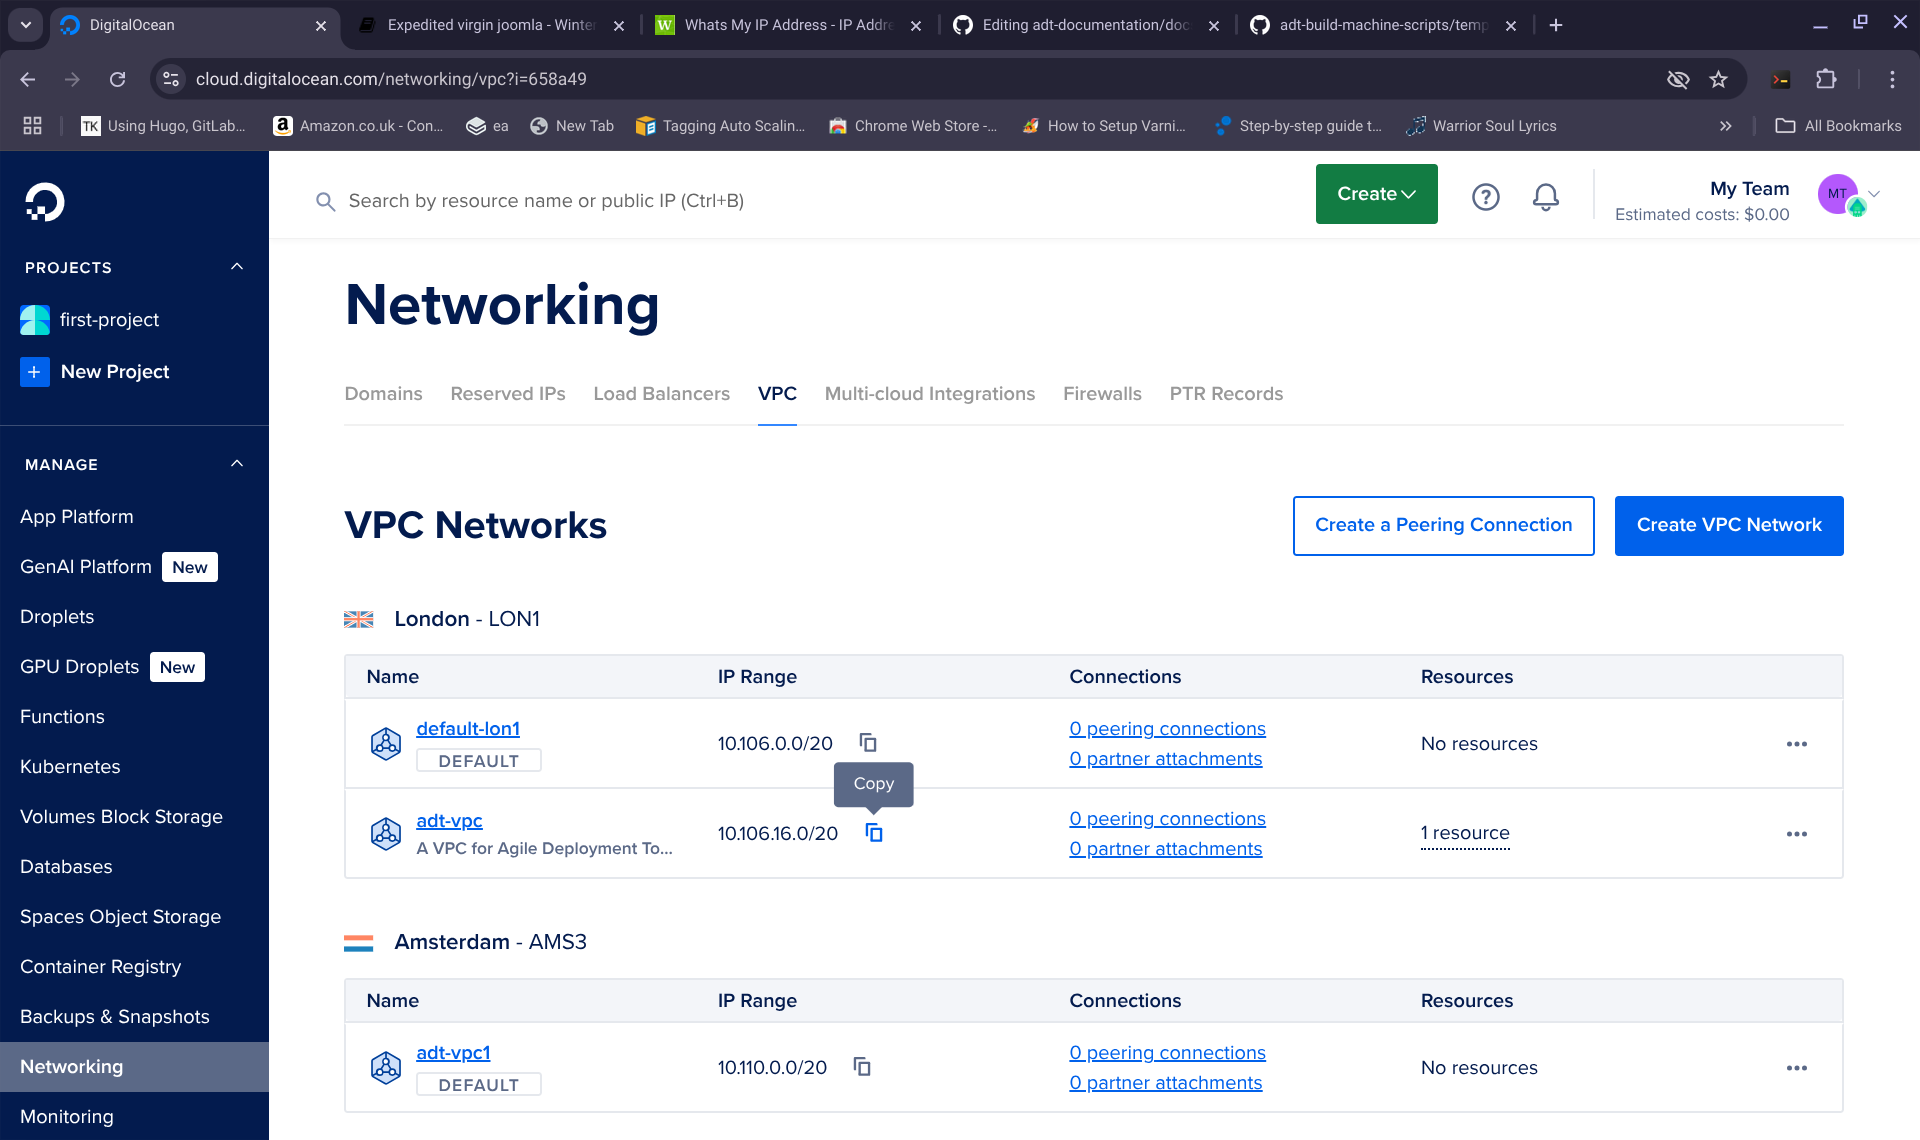 DigitalOcean
Expedited virgin joomla - Winter
Whats My IP Address - IP Addre
Editing adt-documentation/doc
adt-build-machine-scripts/temp
cloud.digitalocean.com/networking/vpc?i=658a49
TK Using Hugo, GitLab...
Amazon.co.uk - Con...
ea
New Tab
Tagging Auto Scalin...
Chrome Web Store -...
How to Setup Varni...
Step-by-step guide t...
Warrior Soul Lyrics
All Bookmarks
Search by resource name or public IP (Ctrl+B)
Create
My Team
Estimated costs: $0.00
MT
PROJECTS
first-project
New Project
MANAGE
App Platform
GenAI Platform New
Droplets
GPU Droplets New
Functions
Kubernetes
Volumes Block Storage
Databases
Spaces Object Storage
Container Registry
Backups & Snapshots
Networking
Monitoring
Networking
Domains Reserved IPs Load Balancers VPC Multi-cloud Integrations Firewalls PTR Records
VPC Networks
Create a Peering Connection
Create VPC Network
London - LON1
Name IP Range Connections Resources
default-lon1
DEFAULT
10.106.0.0/20
0 peering connections
0 partner attachments
No resources
Copy
adt-vpc
A VPC for Agile Deployment To...
10.106.16.0/20
0 peering connections
0 partner attachments
1 resource
Amsterdam - AMS3
Name IP Range Connections Resources
adt-vpc1
DEFAULT
10.110.0.0/20
0 peering connections
0 partner attachments
No resources